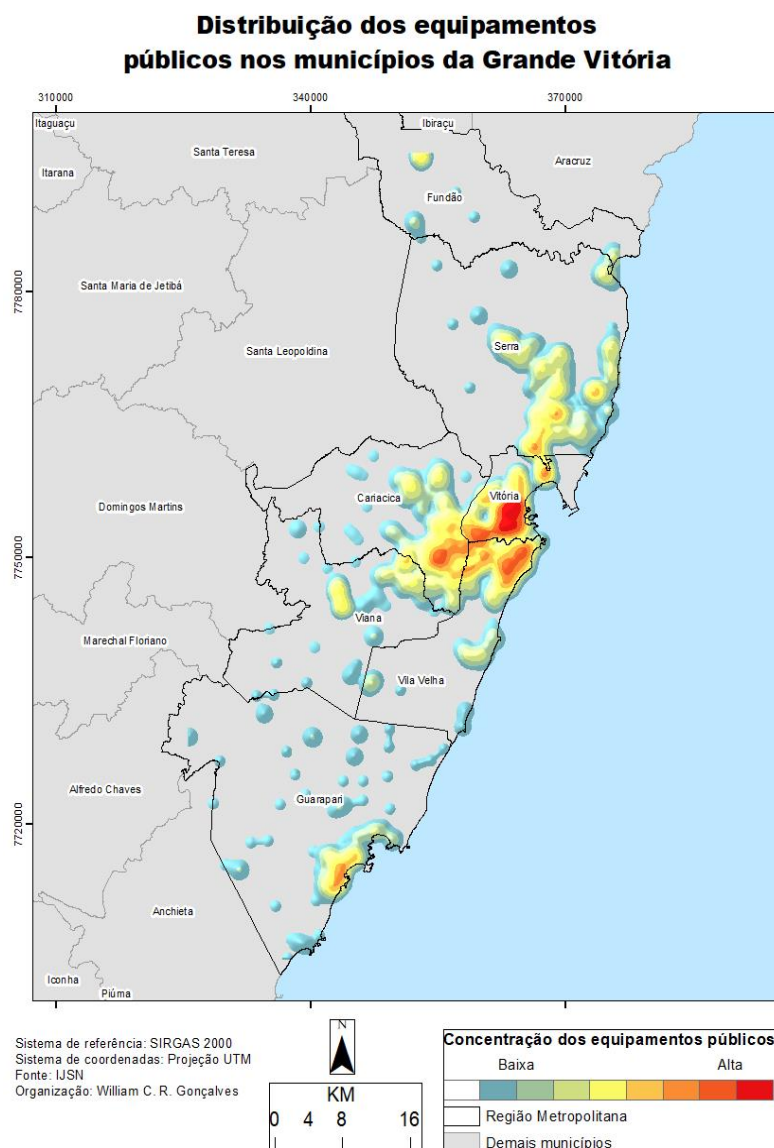 Distribuição dos equipamentos
públicos nos municípios da Grande Vitória
310000
340000
370000
Itaguaçu
Ibiraçu
Santa Teresa
Aracruz
Itarana
Fundão
7780000
Santa Maria de Jetibá
Serra
Santa Leopoldina
Cariacica
Vitória
Domingos Martins
7750000
Viana
Marechal Floriano
Vila Velha
Alfredo Chaves
Guarapari
7720000
Anchieta
Iconha
Piúma
Sistema de referência: SIRGAS 2000
Sistema de coordenadas: Projeção UTM
Fonte: IJSN
Organização: William C. R. Gonçalves
N
KM
0 4 8 16
Concentração dos equipamentos públicos
Baixa Alta
Região Metropolitana
Demais municípios